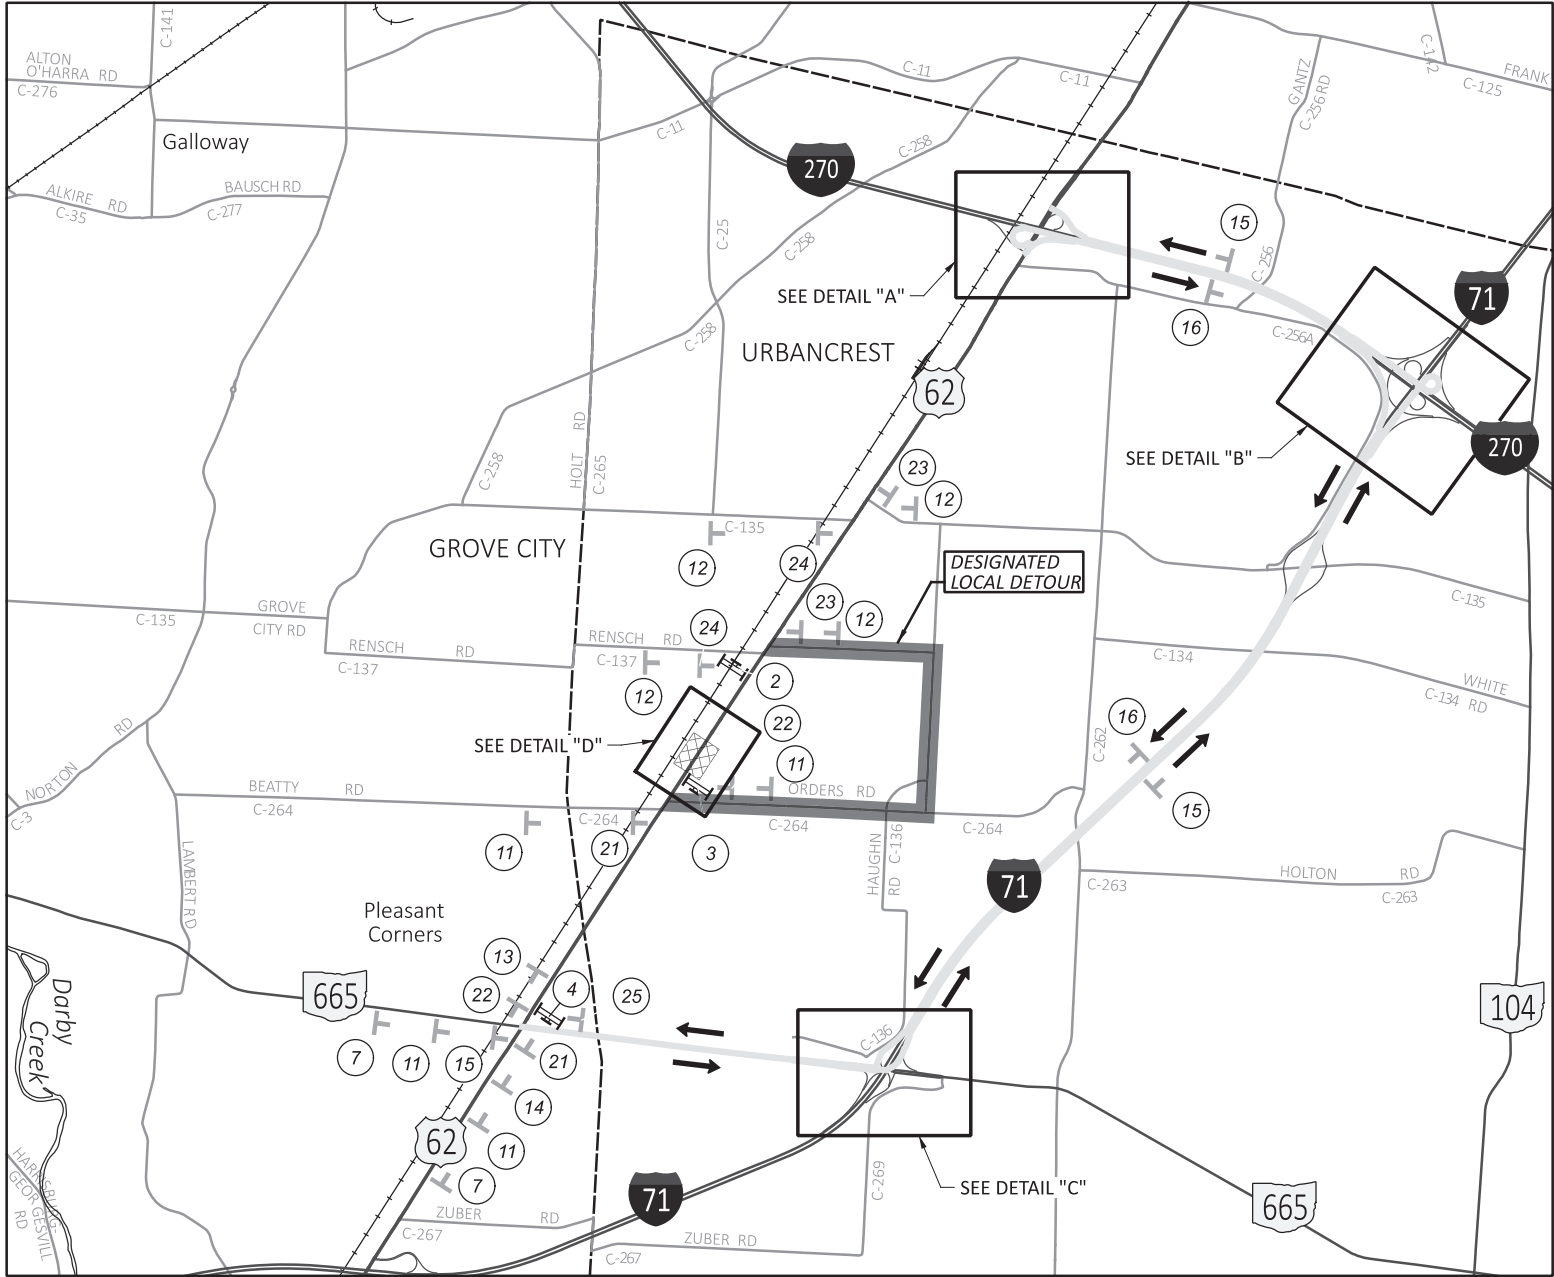 C-141
ALTON
O'HARRA RD
C-276
Galloway
ALKIRE RD
C-35
BAUSCH RD
C-277
C-11
C-11
C-11
C-142
FRANK
C-125
GANTZ
C-256 RD
270
C-258
C-25
C-258
C-258
C-258
SEE DETAIL "A"
15
16
C-256
C-256A
71
URBANCREST
62
SEE DETAIL "B"
270
HOLT RD
C-265
23
12
C-135
GROVE CITY
12
24
DESIGNATED
LOCAL DETOUR
C-135
GROVE
CITY RD
C-135
RENSCH RD
C-137
RENSCH RD
C-137
24
23
12
12
2
22
SEE DETAIL "D"
11
C-134
WHITE
C-134 RD
16
15
C-262
NORTON RD
C-3
BEATTY RD
C-264
C-264
ORDERS RD
C-264
C-264
11
21
3
HAUGHN
RD C-136
LAMBERT RD
71
HOLTON RD
C-263
C-263
Pleasant
Corners
Darby
Creek
665
13
22
4
25
7
11
15
21
14
11
7
62
C-136
104
SEE DETAIL "C"
665
C-269
71
ZUBER RD
C-267
ZUBER RD
C-267
HARRISBURG-
GEORGESVILL
RD